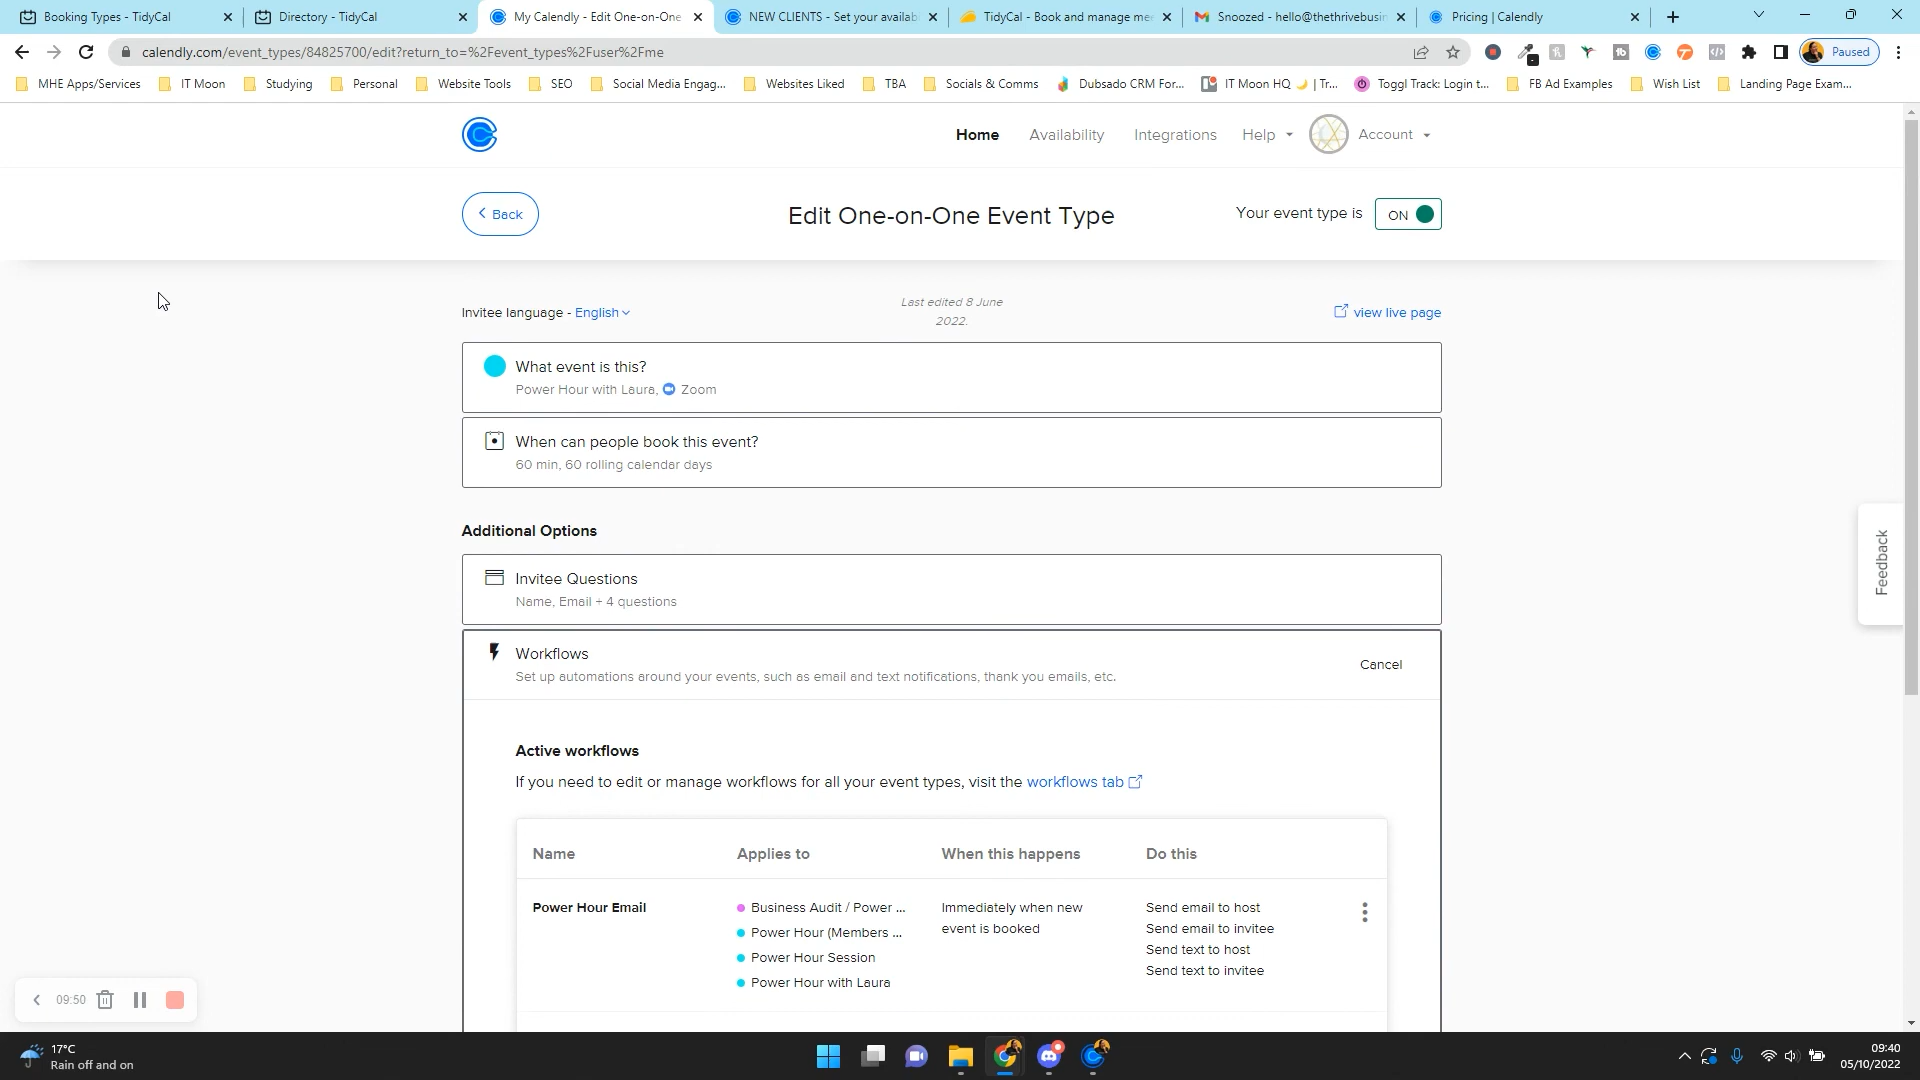 Booking Types - TidyCal
Directory - TidyCal
My Calendly - Edit One-on-One
NEW CLIENTS - Set your availab
TidyCal - Book and manage me
Snoozed - hello@thethrivebusin
Pricing | Calendly
calendly.com/event_types/84825700/edit?return_to=%2Fevent_types%2Fuser%2Fme
Paused
MHE Apps/Services
IT Moon
Studying
Personal
Website Tools
SEO
Social Media Engag...
Websites Liked
TBA
Socials & Comms
Dubsado CRM For...
IT Moon HQ 🌙 | Tr...
Toggl Track: Login t...
FB Ad Examples
Wish List
Landing Page Exam...
Home
Availability
Integrations
Help
Account
Back
Edit One-on-One Event Type
Your event type is
ON
Invitee language - English
Last edited 8 June
2022.
view live page
What event is this?
Power Hour with Laura, Zoom
When can people book this event?
60 min, 60 rolling calendar days
Additional Options
Invitee Questions
Name, Email + 4 questions
Workflows
Set up automations around your events, such as email and text notifications, thank you emails, etc.
Cancel
Active workflows
If you need to edit or manage workflows for all your event types, visit the workflows tab
Name
Applies to
When this happens
Do this
Power Hour Email
Business Audit / Power ...
Power Hour (Members ...
Power Hour Session
Power Hour with Laura
Immediately when new
event is booked
Send email to host
Send email to invitee
Send text to host
Send text to invitee
Feedback
09:50
17°C
Rain off and on
09:40
05/10/2022